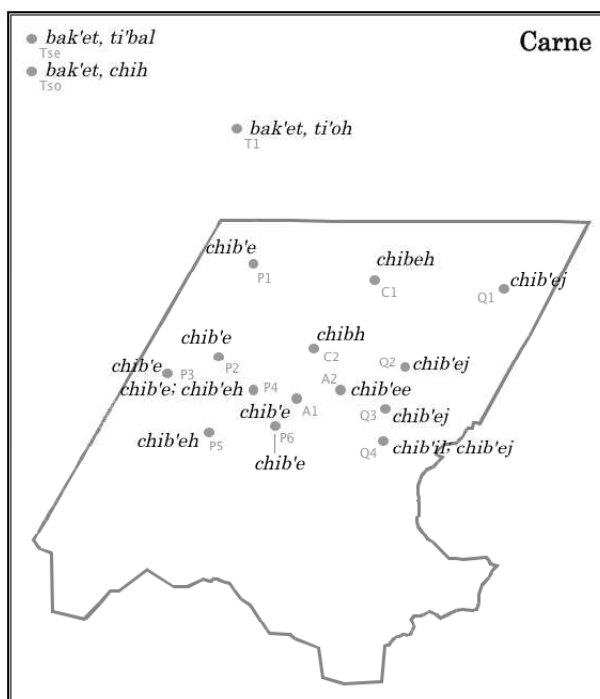 Carne
bak'et, ti'bal
Tse
bak'et, chih
Tso
bak'et, ti'oh
T1
chib'e
P1
chibeh
C1
chib'ej
Q1
chib'e
P2
chibh
C2
chib'e
P3
Q2 chib'ej
chib'e; chib'eh P4
A2 chib'ee
chib'e
A1
Q3 chib'ej
chib'eh P5
P6
chib'e
Q4 chib'il; chib'ej